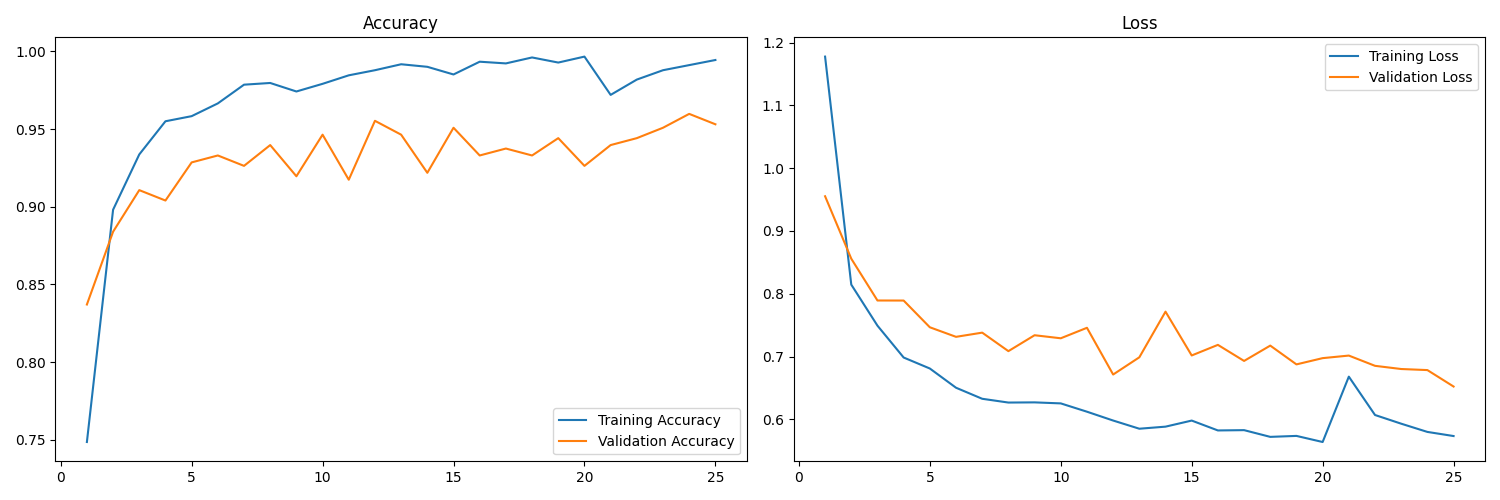 Accuracy
1.00
0.95
0.90
0.85
0.80
0.75
Training Accuracy
Validation Accuracy
0 5 10 15 20 25
Loss
1.2
1.1
1.0
0.9
0.8
0.7
0.6
Training Loss
Validation Loss
0 5 10 15 20 25